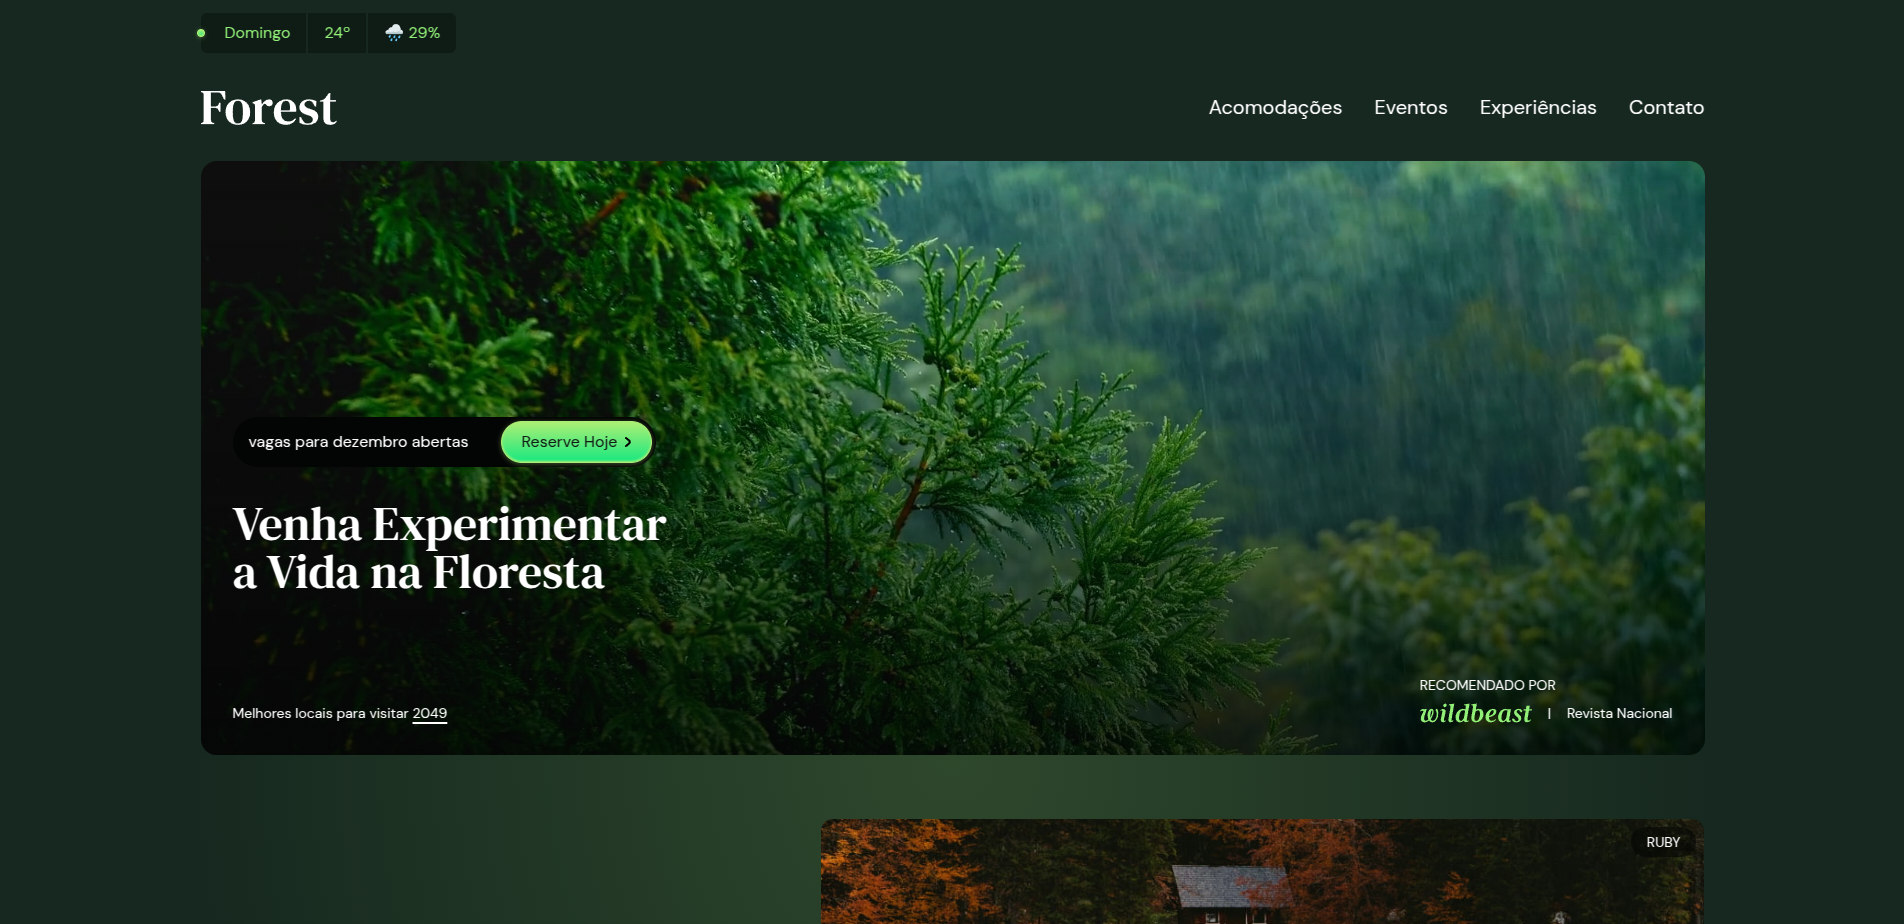 Domingo 24º 29%
Forest
Acomodações Eventos Experiências Contato
vagas para dezembro abertas Reserve Hoje
Venha Experimentar
a Vida na Floresta
Melhores locais para visitar 2049
RECOMENDADO POR
wildbeast | Revista Nacional
RUBY